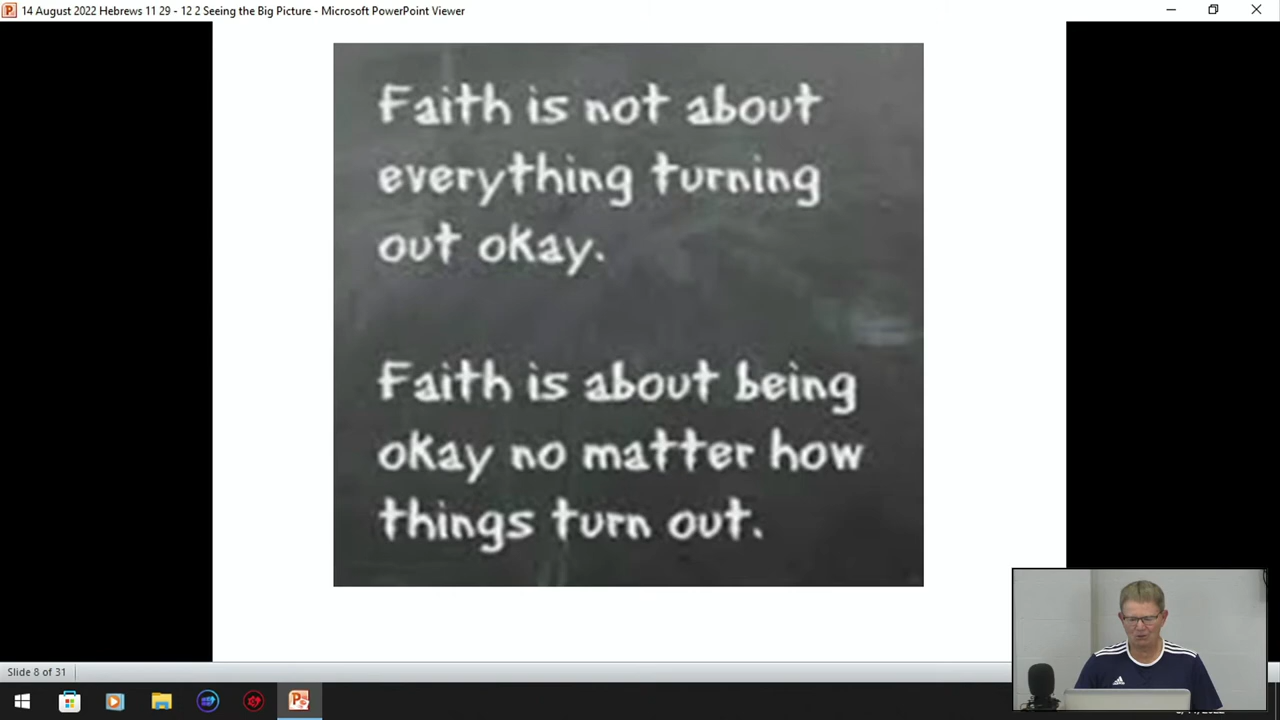 14 August 2022 Hebrews 11 29 - 12 2 Seeing the Big Picture - Microsoft PowerPoint Viewer
Faith is not about
everything turning
out okay.
Faith is about being
okay no matter how
things turn out.
Slide 8 of 31